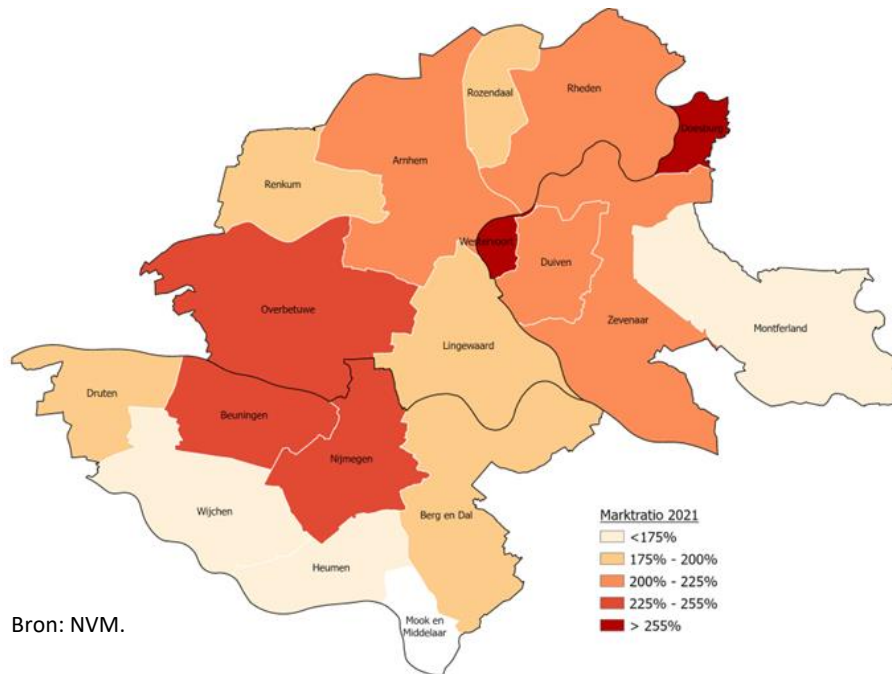 Rozendaal
Rheden
Doesburg
Arnhem
Renkum
Westervoort
Duiven
Overbetuwe
Zevenaar
Montferland
Lingewaard
Druten
Beuningen
Nijmegen
Wijchen
Berg en Dal
Heumen
Mook en
Middelaar
Marktratio 2021
<175%
175% - 200%
200% - 225%
225% - 255%
> 255%
Bron: NVM.